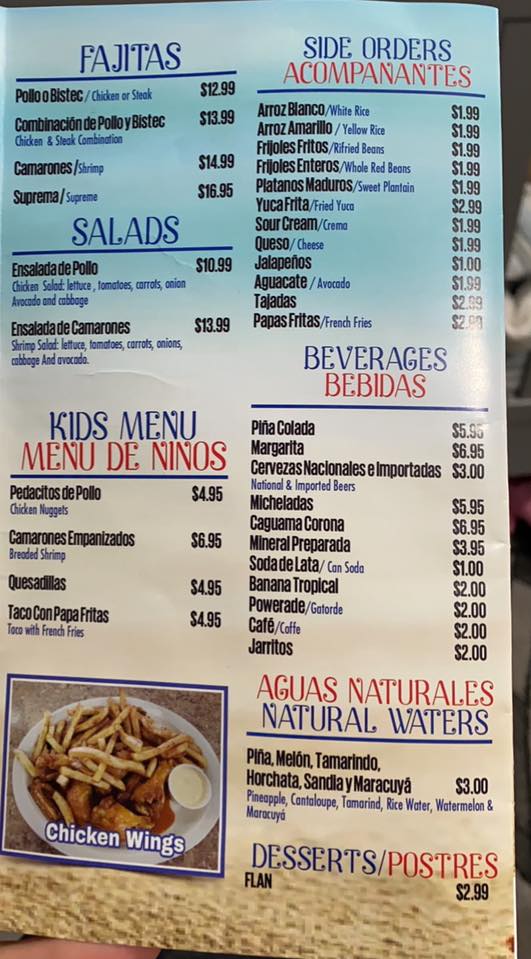 FAJITAS
Pollo o Bistec / Chicken or Steak $12.99
Combinación de Pollo y Bistec $13.99
Chicken & Steak Combination
Camarones / Shrimp $14.99
Suprema / Supreme $16.95
SALADS
Ensalada de Pollo $10.99
Chicken Salad: lettuce , tomatoes, carrots, onion
Avocado and cabbage
Ensalada de Camarones $13.99
Shrimp Salad: lettuce, tomatoes, carrots, onions,
cabbage And avocado.
KIDS MENU
MENU DE NINOS
Pedacitos de Pollo $4.95
Chicken Nuggets
Camarones Empanizados $6.95
Breaded Shrimp
Quesadillas $4.95
Taco Con Papa Fritas $4.95
Taco with French Fries
Chicken Wings
SIDE ORDERS
ACOMPANANTES
Arroz Blanco/White Rice $1.99
Arroz Amarillo / Yellow Rice $1.99
Frijoles Fritos/Rifried Beans $1.99
Frijoles Enteros/Whole Red Beans $1.99
Platanos Maduros/Sweet Plantain $1.99
Yuca Frita/Fried Yuca $2.99
Sour Cream/Crema $1.99
Queso/ Cheese $1.99
Jalapeños $1.00
Aguacate / Avocado $1.99
Tajadas $2.99
Papas Fritas/French Fries $2.99
BEVERAGES
BEBIDAS
Piña Colada $5.95
Margarita $6.95
Cervezas Nacionales e Importadas $3.00
National & Imported Beers
Micheladas $5.95
Caguama Corona $6.95
Mineral Preparada $3.95
Soda de Lata/ Can Soda $1.00
Banana Tropical $2.00
Powerade/Gatorde $2.00
Café/Coffe $2.00
Jarritos $2.00
AGUAS NATURALES
NATURAL WATERS
Piña, Melón, Tamarindo,
Horchata, Sandia y Maracuyá $3.00
Pineapple, Cantaloupe, Tamarind, Rice Water, Watermelon &
Maracuyá
DESSERTS/POSTRES
FLAN $2.99